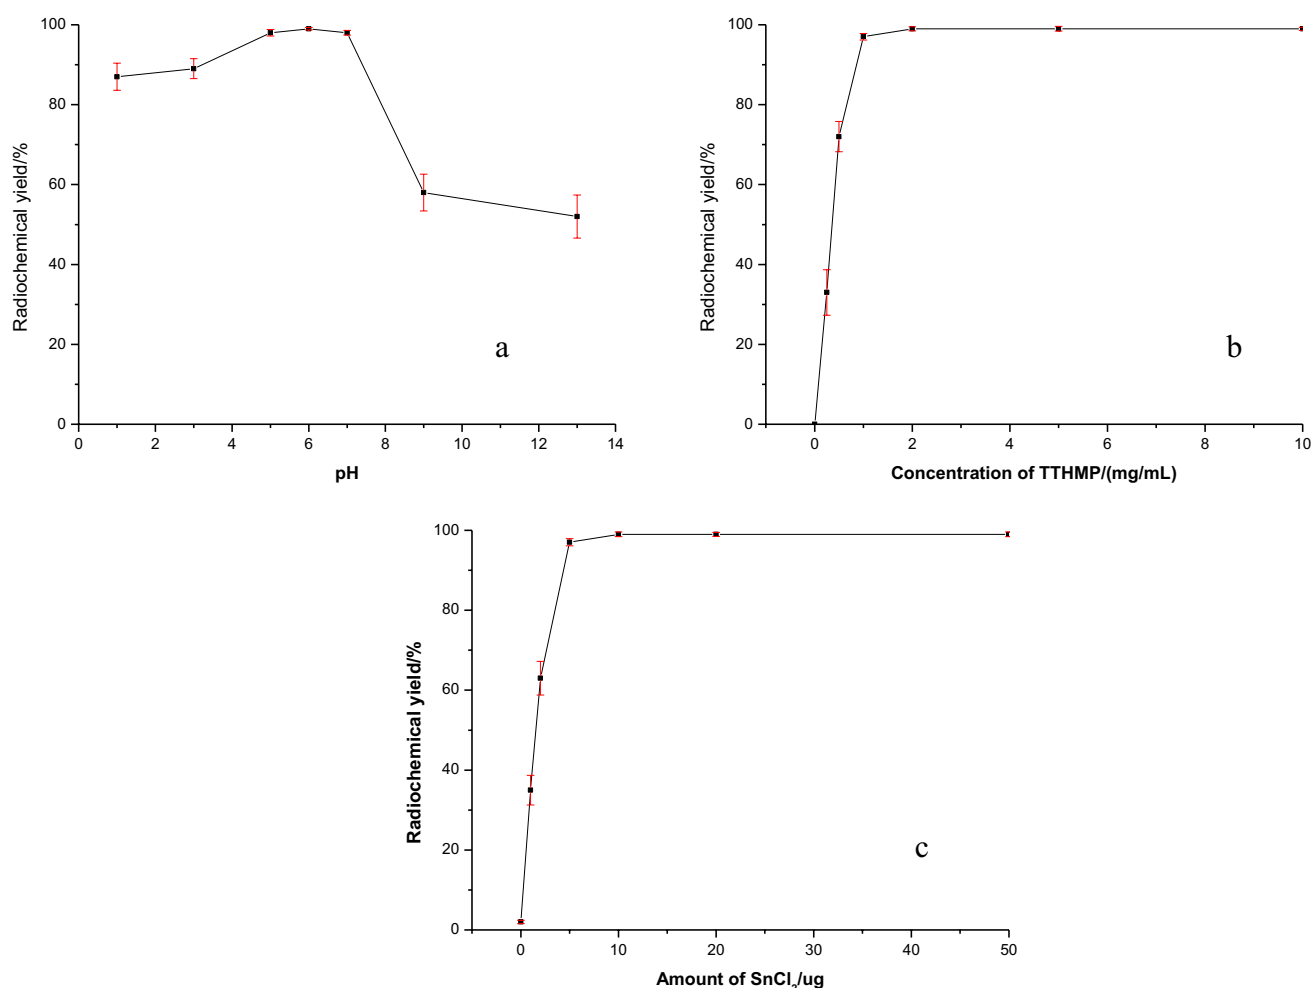 100
80
60
40
20
0
Radiochemical yield/%
a
0 2 4 6 8 10 12 14
pH
100
80
60
40
20
0
Radiochemical yield/%
b
0 2 4 6 8 10
Concentration of TTHMP/(mg/mL)
100
80
60
40
20
0
Radiochemical yield/%
c
0 10 20 30 40 50
Amount of SnCl₂/ug